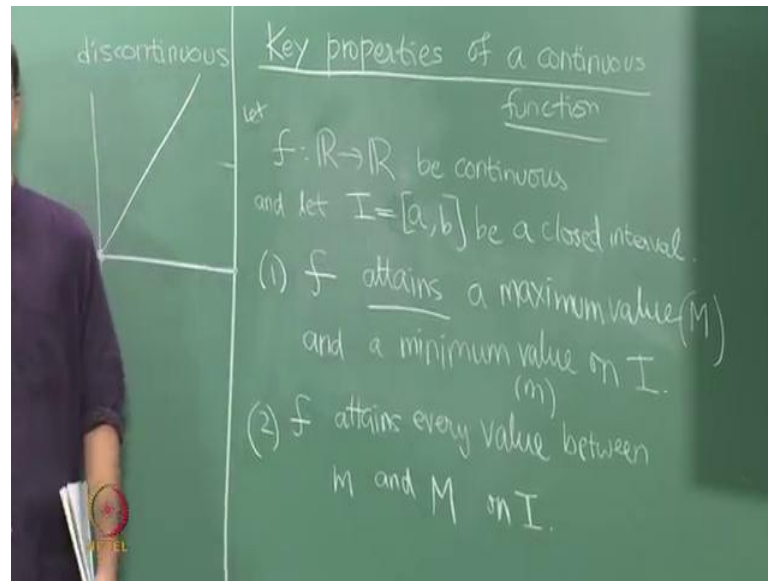 discontinuous
Key properties of a continuous
function
Let
f : ℝ→ℝ be continuous
and let I=[a,b] be a closed interval.
(1) f attains a maximum value (M)
and a minimum value on I.
(m)
(2) f attains every value between
m and M on I.
NPTEL